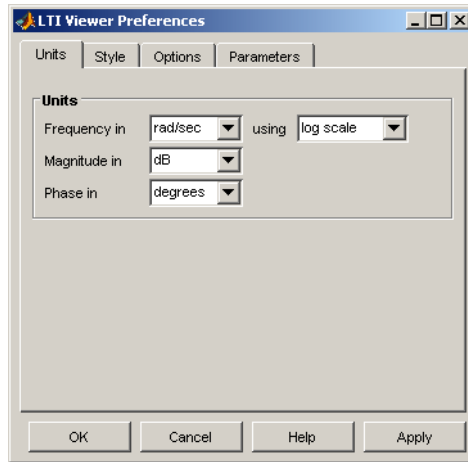 LTI Viewer Preferences
Units Style Options Parameters
Units
Frequency in rad/sec using log scale
Magnitude in dB
Phase in degrees
OK Cancel Help Apply